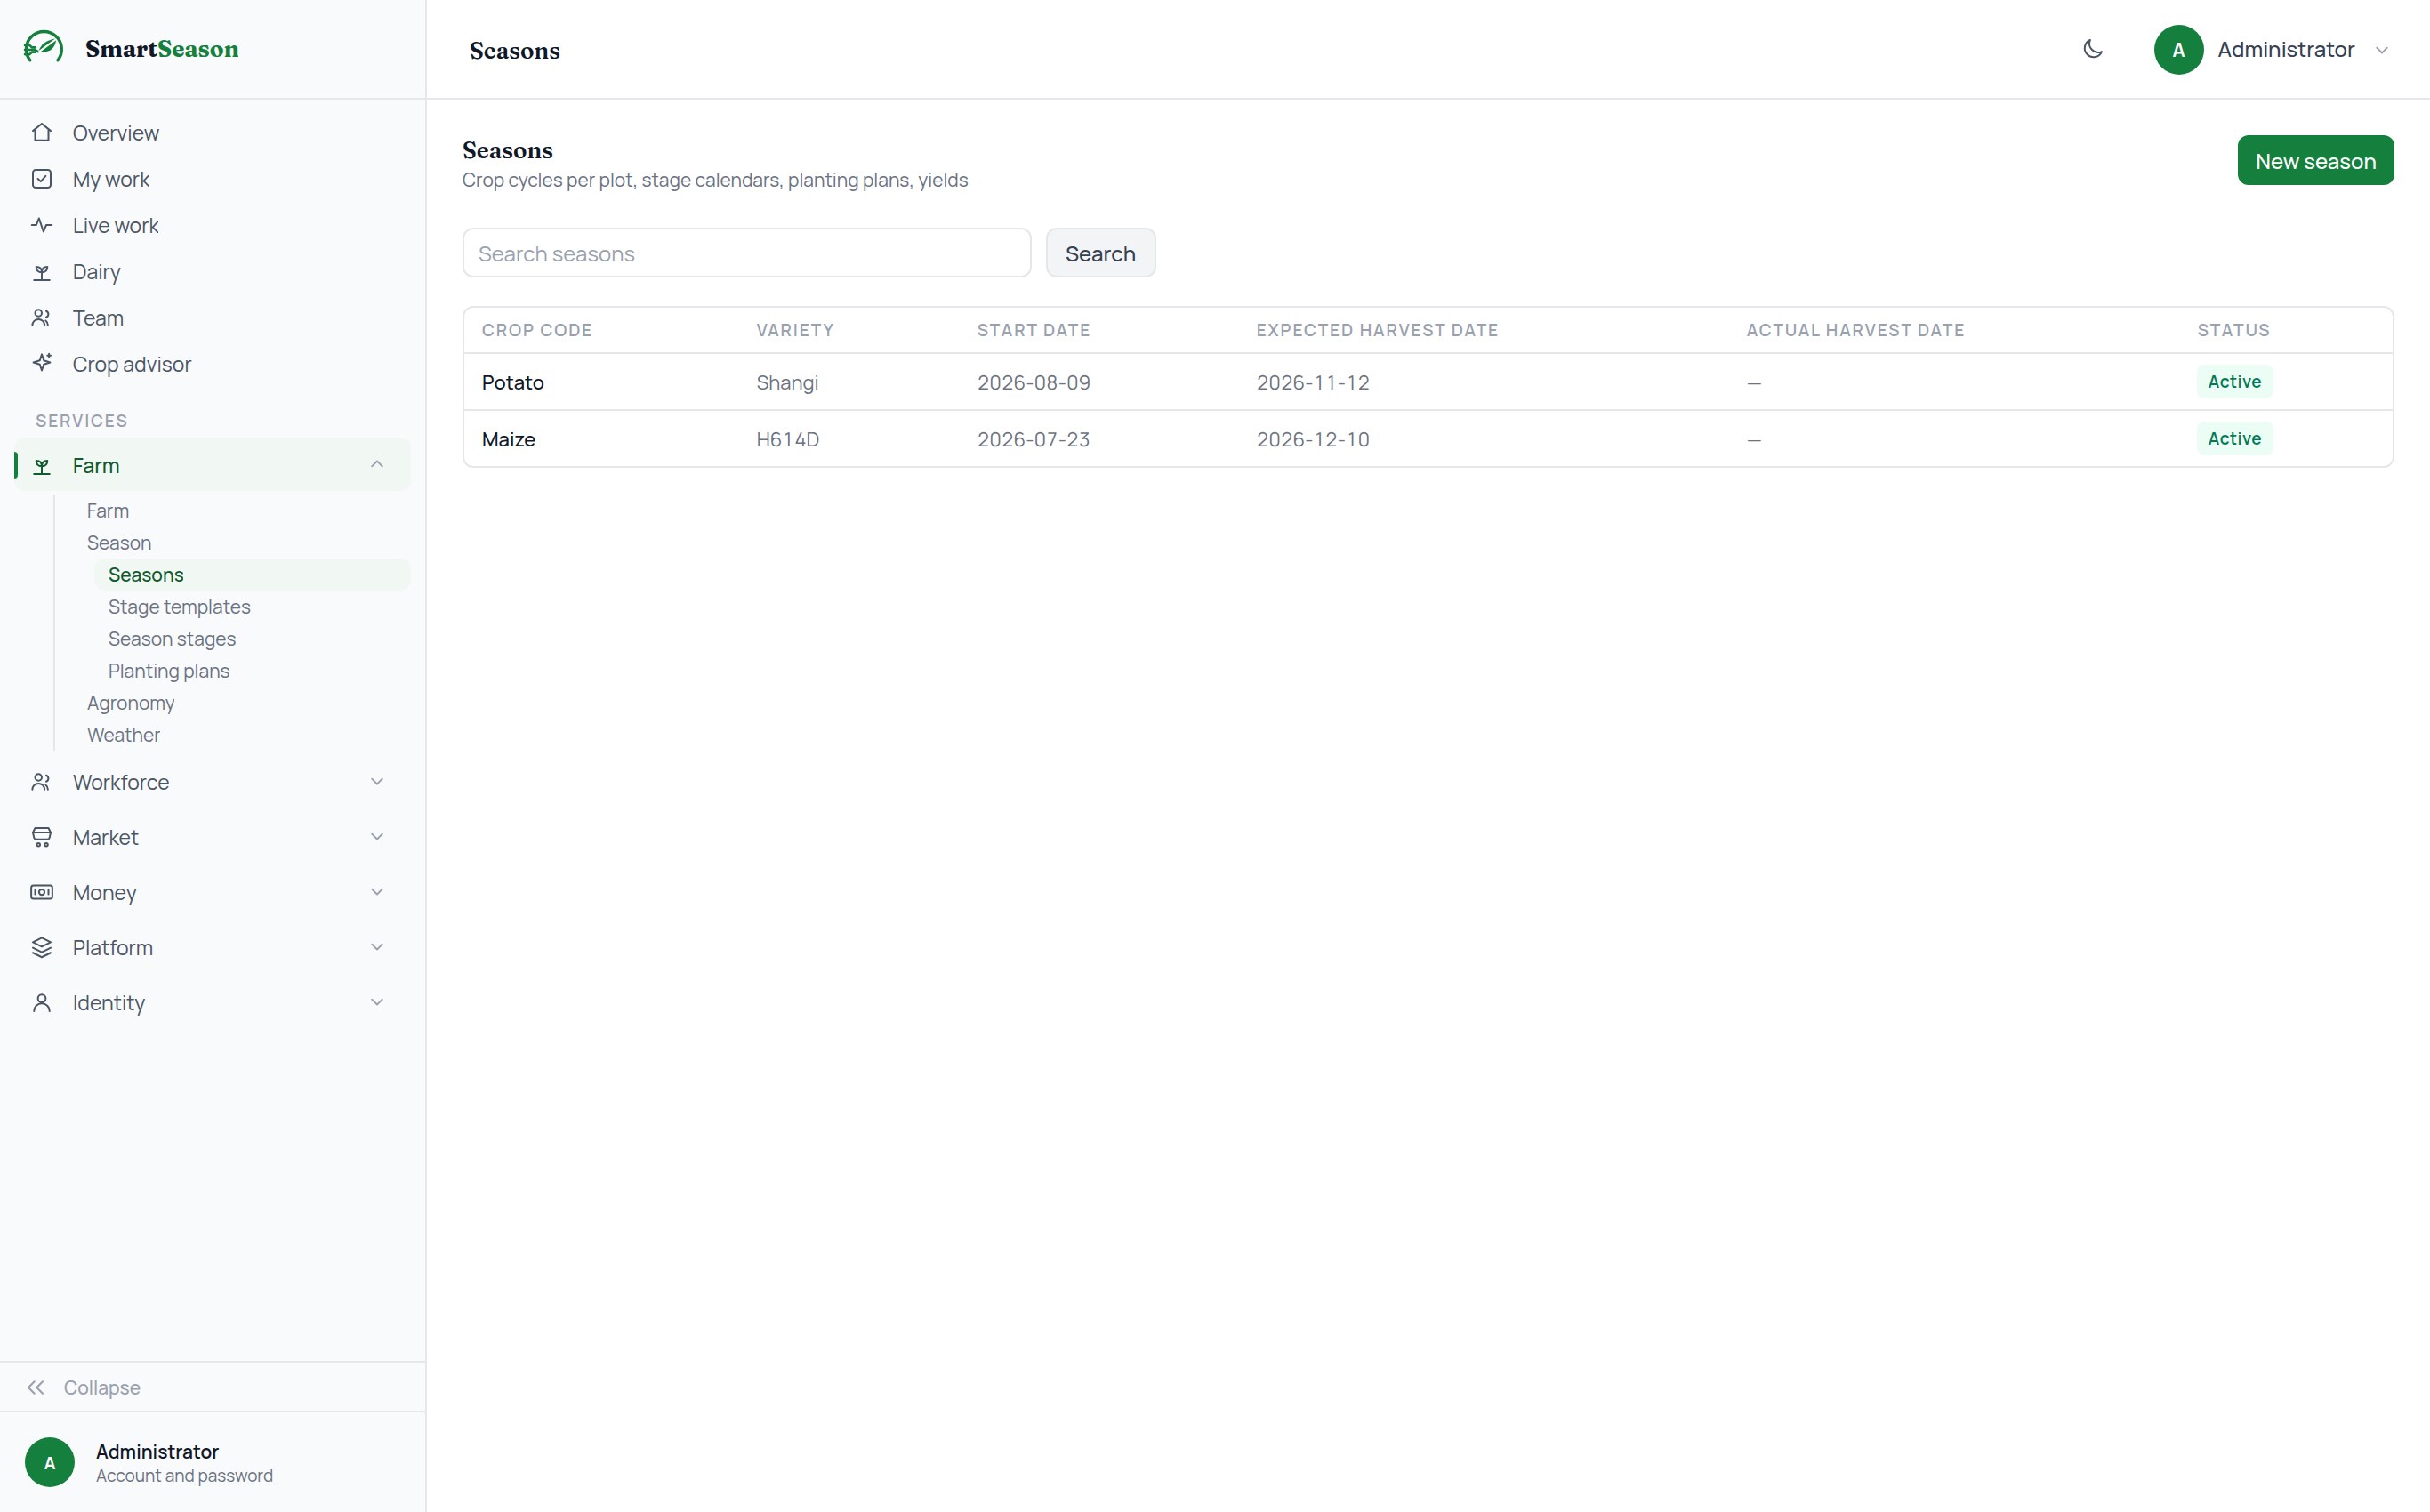 SmartSeason
Seasons
A
Administrator
Overview
My work
Live work
Dairy
Team
Crop advisor
SERVICES
Farm
Farm
Season
Seasons
Stage templates
Season stages
Planting plans
Agronomy
Weather
Workforce
Market
Money
Platform
Identity
Collapse
A
Administrator
Account and password
Seasons
Crop cycles per plot, stage calendars, planting plans, yields
New season
Search seasons
Search
CROP CODE VARIETY START DATE EXPECTED HARVEST DATE ACTUAL HARVEST DATE STATUS
Potato Shangi 2026-08-09 2026-11-12 — Active
Maize H614D 2026-07-23 2026-12-10 — Active